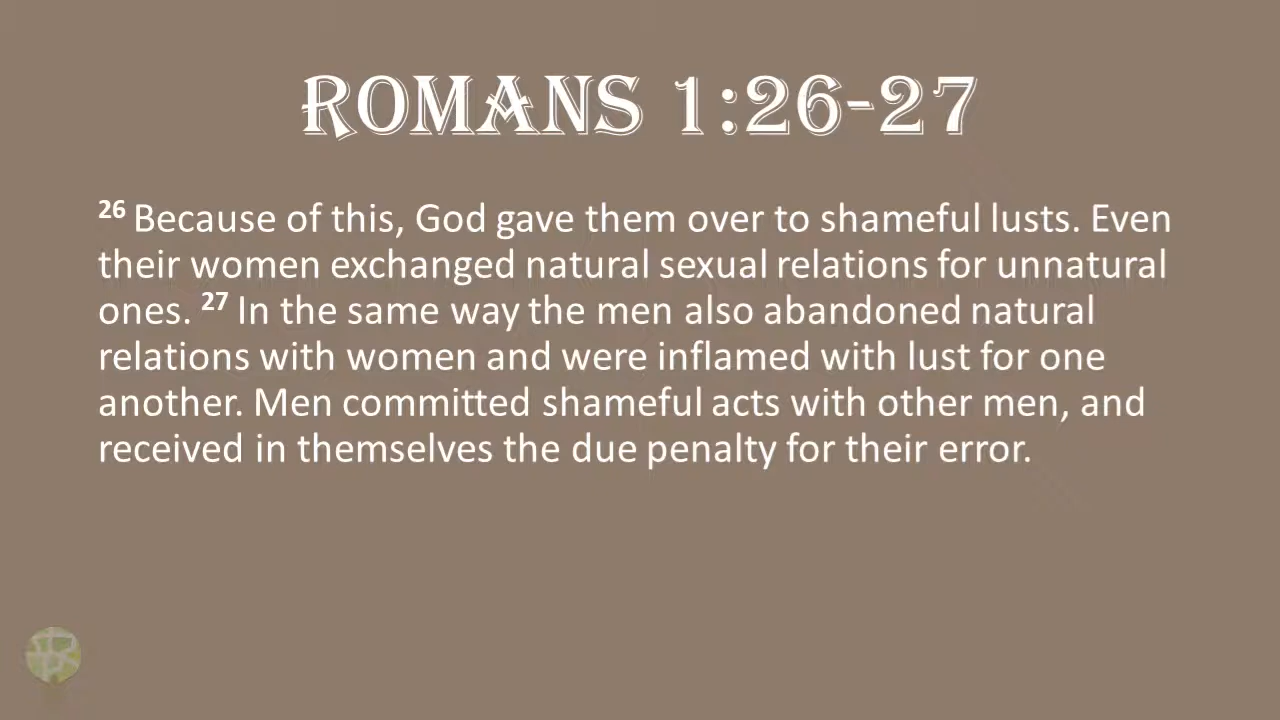 ROMANS 1:26-27
26 Because of this, God gave them over to shameful lusts. Even
their women exchanged natural sexual relations for unnatural
ones. 27 In the same way the men also abandoned natural
relations with women and were inflamed with lust for one
another. Men committed shameful acts with other men, and
received in themselves the due penalty for their error.